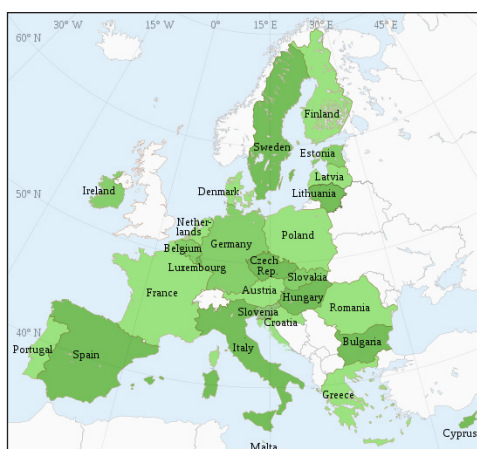 30° W
15° W
0°
15° E
30° E
45° E
60° N
Finland
Sweden
Estonia
Latvia
Lithuania
Denmark
Ireland
50° N
Nether-
lands
Belgium
Germany
Poland
Luxembourg
Czech
Rep.
Slovakia
Austria
Hungary
France
Romania
Slovenia
Croatia
40° N
Portugal
Spain
Italy
Bulgaria
Greece
Cyprus
Malta